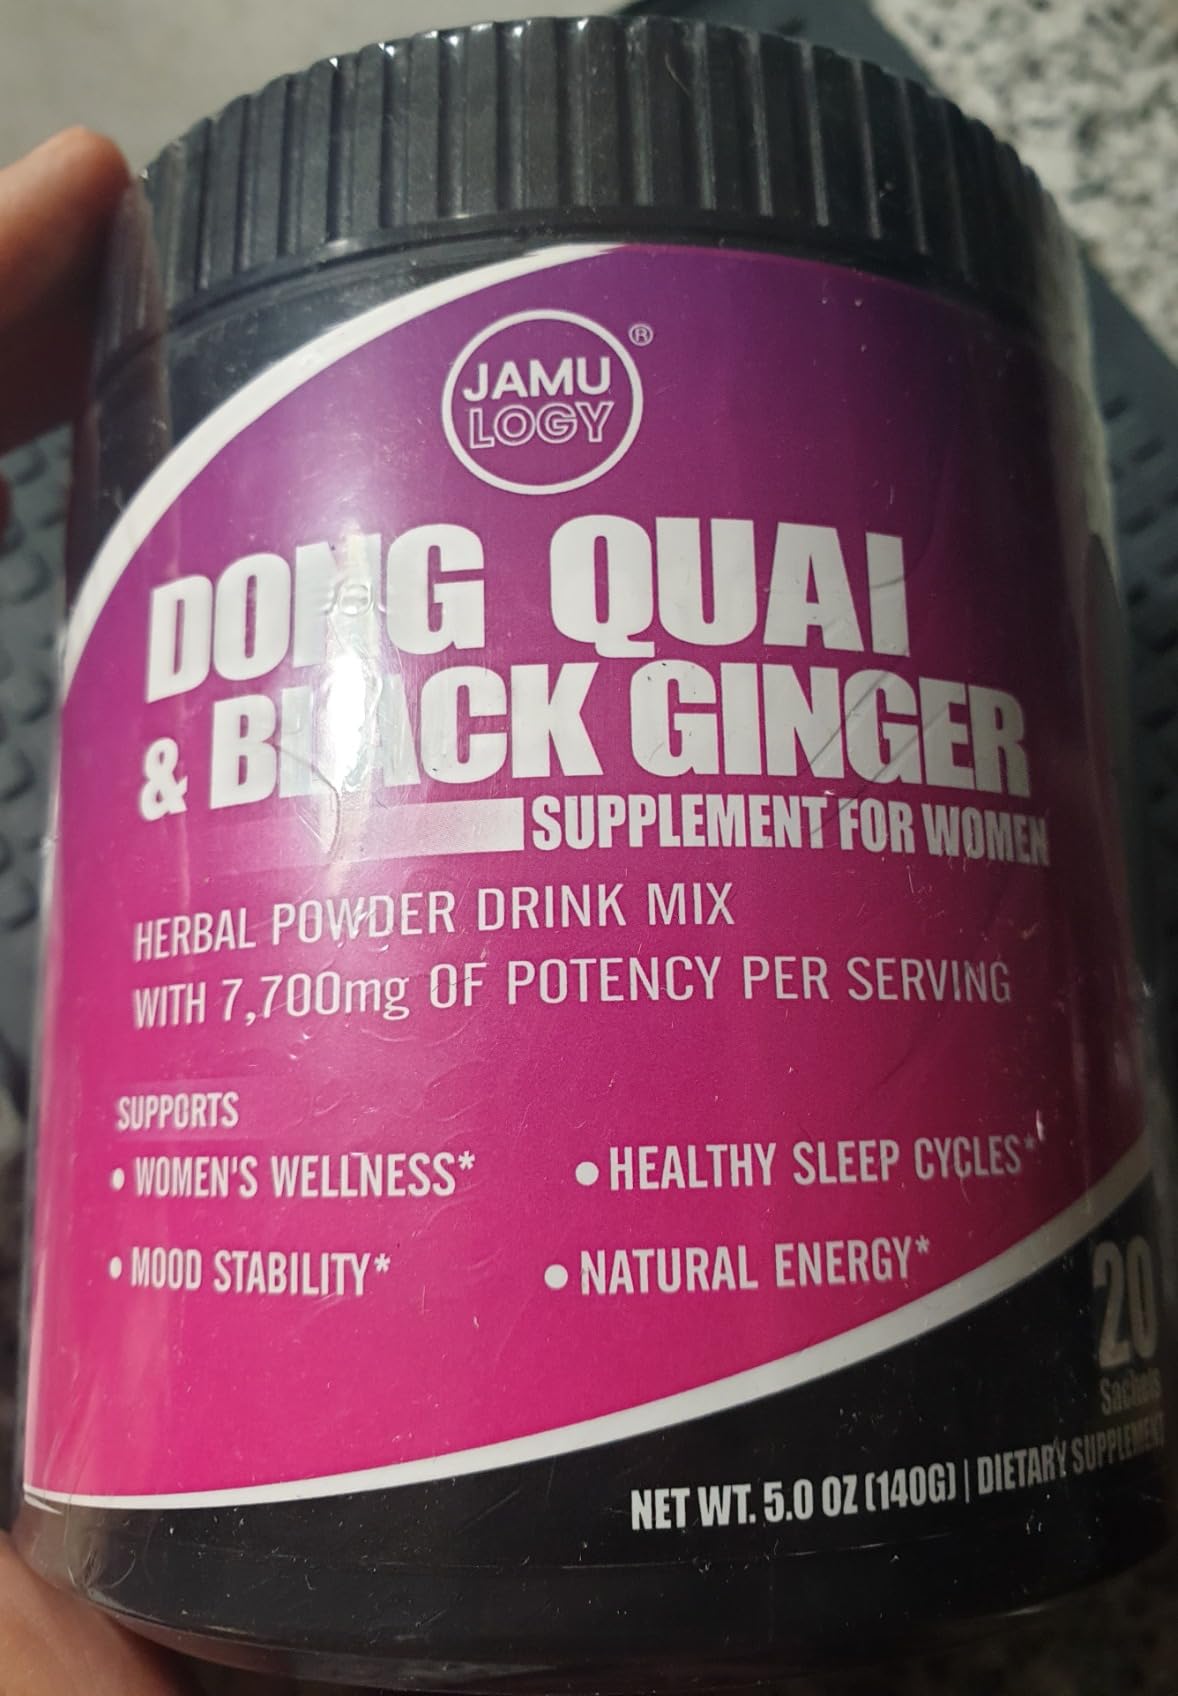 JAMU
LOGY
®
DONG QUAI
& BLACK GINGER
SUPPLEMENT FOR WOMEN
HERBAL POWDER DRINK MIX
WITH 7,700mg OF POTENCY PER SERVING
SUPPORTS
• WOMEN'S WELLNESS*
• HEALTHY SLEEP CYCLES*
• MOOD STABILITY*
• NATURAL ENERGY*
20
Sachets
NET WT. 5.0 OZ (140G) | DIETARY SUPPLEMENT